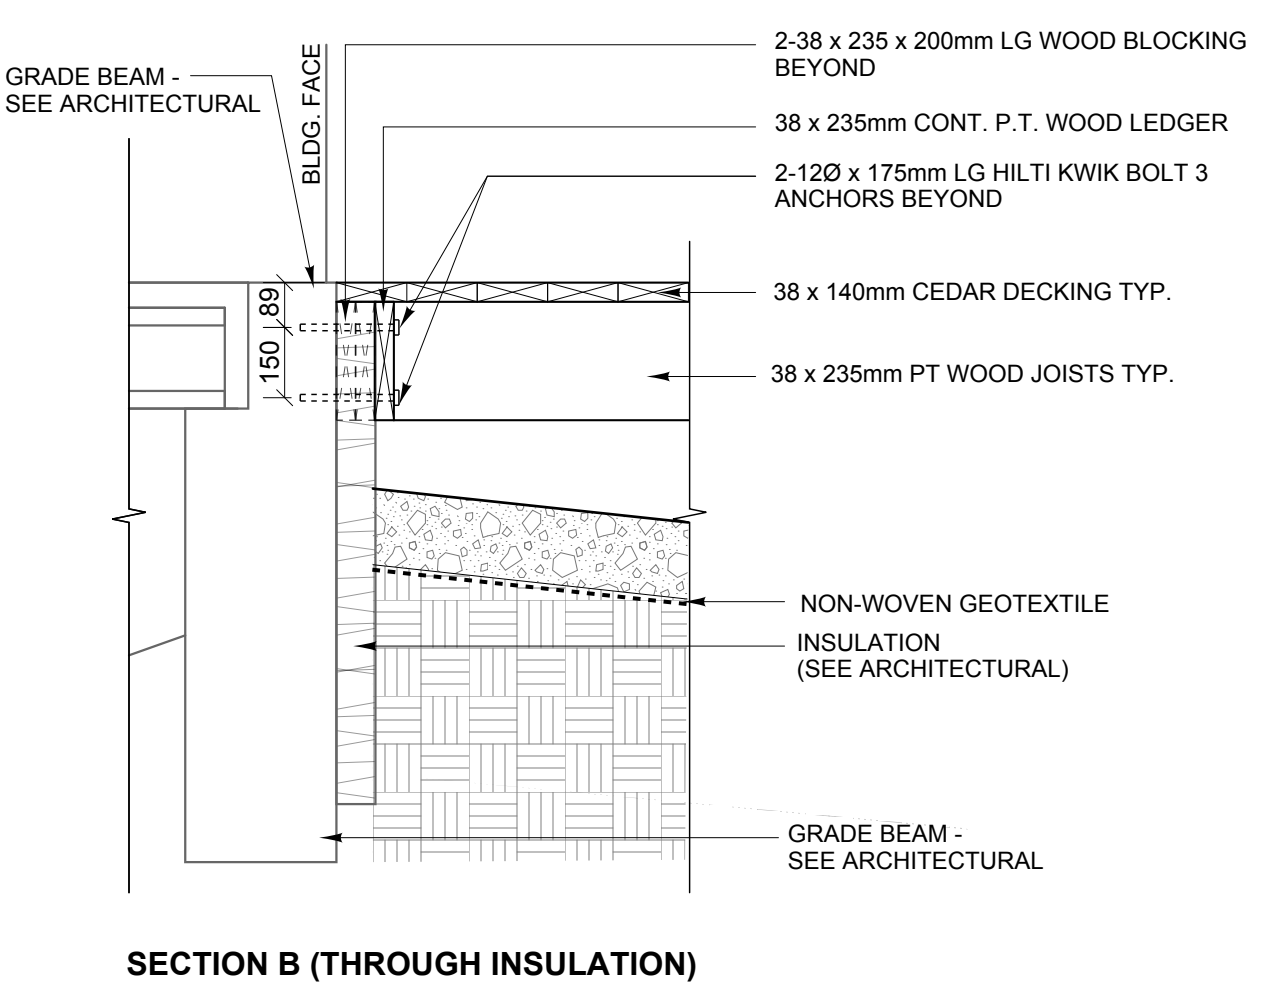 2-38 x 235 x 200mm LG WOOD BLOCKING
BEYOND
GRADE BEAM -
SEE ARCHITECTURAL
BLDG. FACE
38 x 235mm CONT. P.T. WOOD LEDGER
2-12Ø x 175mm LG HILTI KWIK BOLT 3
ANCHORS BEYOND
38 x 140mm CEDAR DECKING TYP.
89
150
38 x 235mm PT WOOD JOISTS TYP.
NON-WOVEN GEOTEXTILE
INSULATION
(SEE ARCHITECTURAL)
GRADE BEAM -
SEE ARCHITECTURAL
SECTION B (THROUGH INSULATION)